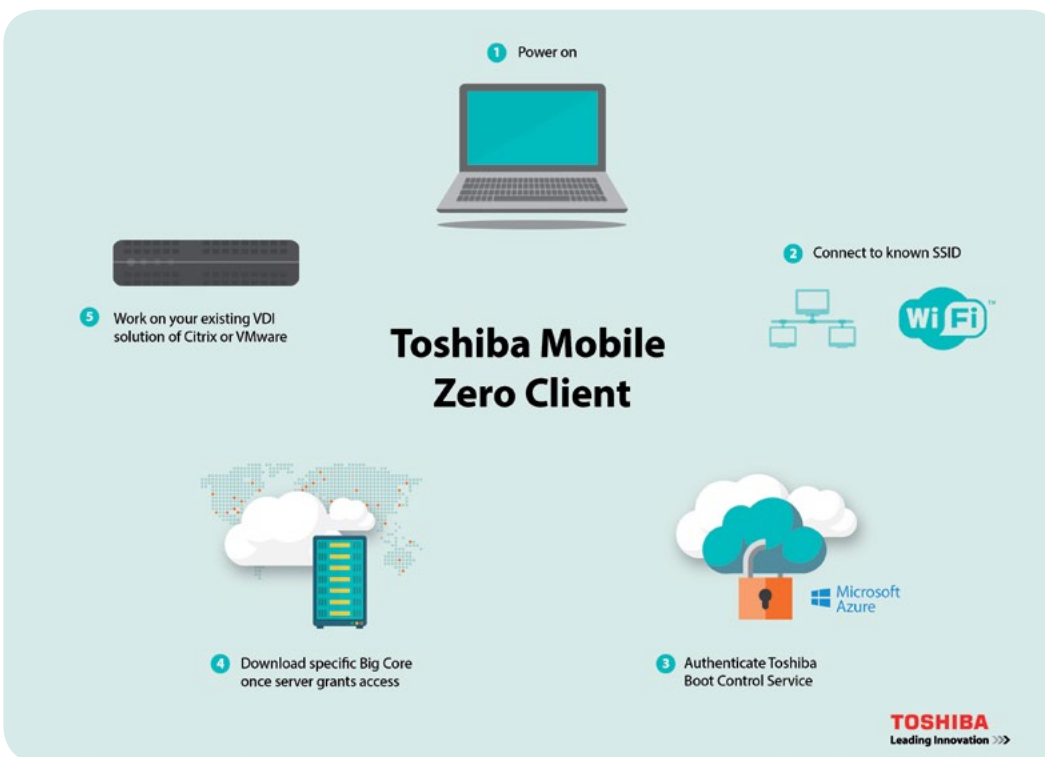 1 Power on
2 Connect to known SSID
Wi Fi ™
Toshiba Mobile
Zero Client
5 Work on your existing VDI
solution of Citrix or VMware
Microsoft
Azure
3 Authenticate Toshiba
Boot Control Service
4 Download specific Big Core
once server grants access
TOSHIBA
Leading Innovation >>>